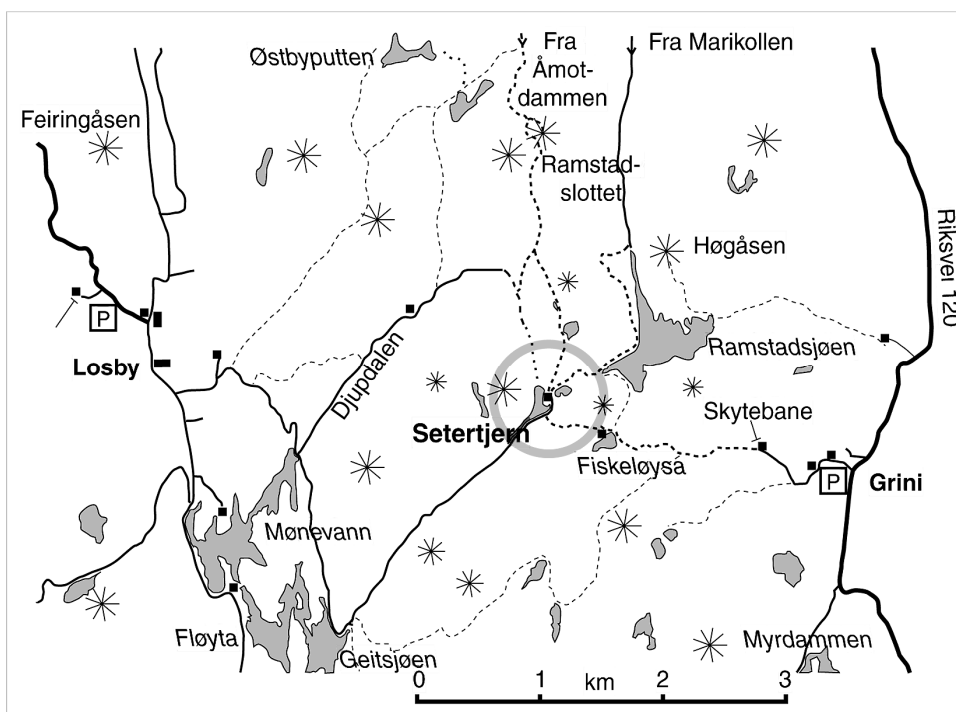 Fra
Fra Marikollen
Østbyputten
Åmot-
dammen
Feiringåsen
Ramstad-
slottet
Riksvei 120
Høgåsen
P
Losby
Djupdalen
Ramstadsjøen
Skytebane
Setertjern
Fiskeløysa
P
Grini
Mønevann
Fløyta
Geitsjøen
Myrdammen
0
1
km
2
3